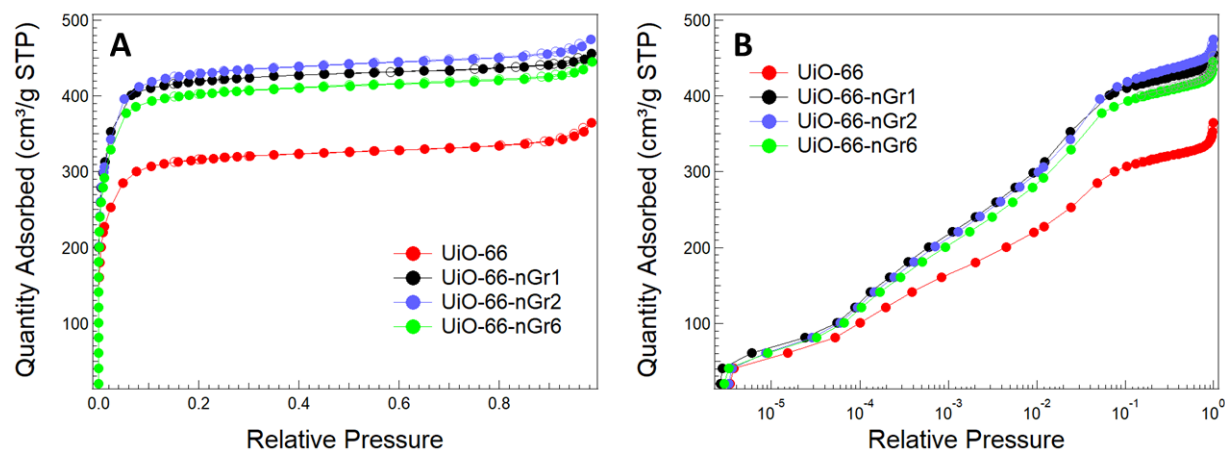 A
Quantity Adsorbed (cm³/g STP)
500
400
300
200
100
0.0 0.2 0.4 0.6 0.8
Relative Pressure
UiO-66
UiO-66-nGr1
UiO-66-nGr2
UiO-66-nGr6
B
Quantity Adsorbed (cm³/g STP)
500
400
300
200
100
10⁻⁵ 10⁻⁴ 10⁻³ 10⁻² 10⁻¹ 10⁰
Relative Pressure
UiO-66
UiO-66-nGr1
UiO-66-nGr2
UiO-66-nGr6